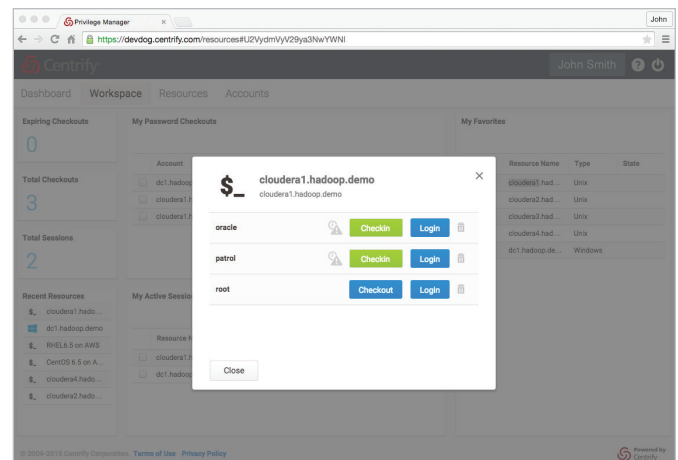 Privilege Manager
John
https://devdog.centrify.com/resources#U2VydmVyV29ya3NwYWNl
Centrify
John Smith
Dashboard Workspace Resources Accounts
Expiring Checkouts
0
Total Checkouts
3
Total Sessions
2
Recent Resources
$_ cloudera1.hado...
dc1.hadoop.demo
$_ RHEL6.5 on AWS
$_ CentOS 6.5 on A...
$_ cloudera4.hado...
$_ cloudera2.hado...
My Password Checkouts
Account
dc1.hadoop
cloudera1.h
cloudera1.h
My Active Sessio
Resource N
cloudera1.h
dc1.hadoop
$_
cloudera1.hadoop.demo
cloudera1.hadoop.demo
oracle Checkin Login
patrol Checkin Login
root Checkout Login
Close
My Favorites
Resource Name Type State
cloudera1.had... Unix
cloudera2.had... Unix
cloudera3.had... Unix
cloudera4.had... Unix
dc1.hadoop.de... Windows
© 2004-2015 Centrify Corporation. Terms of Use Privacy Policy
Powered by
Centrify